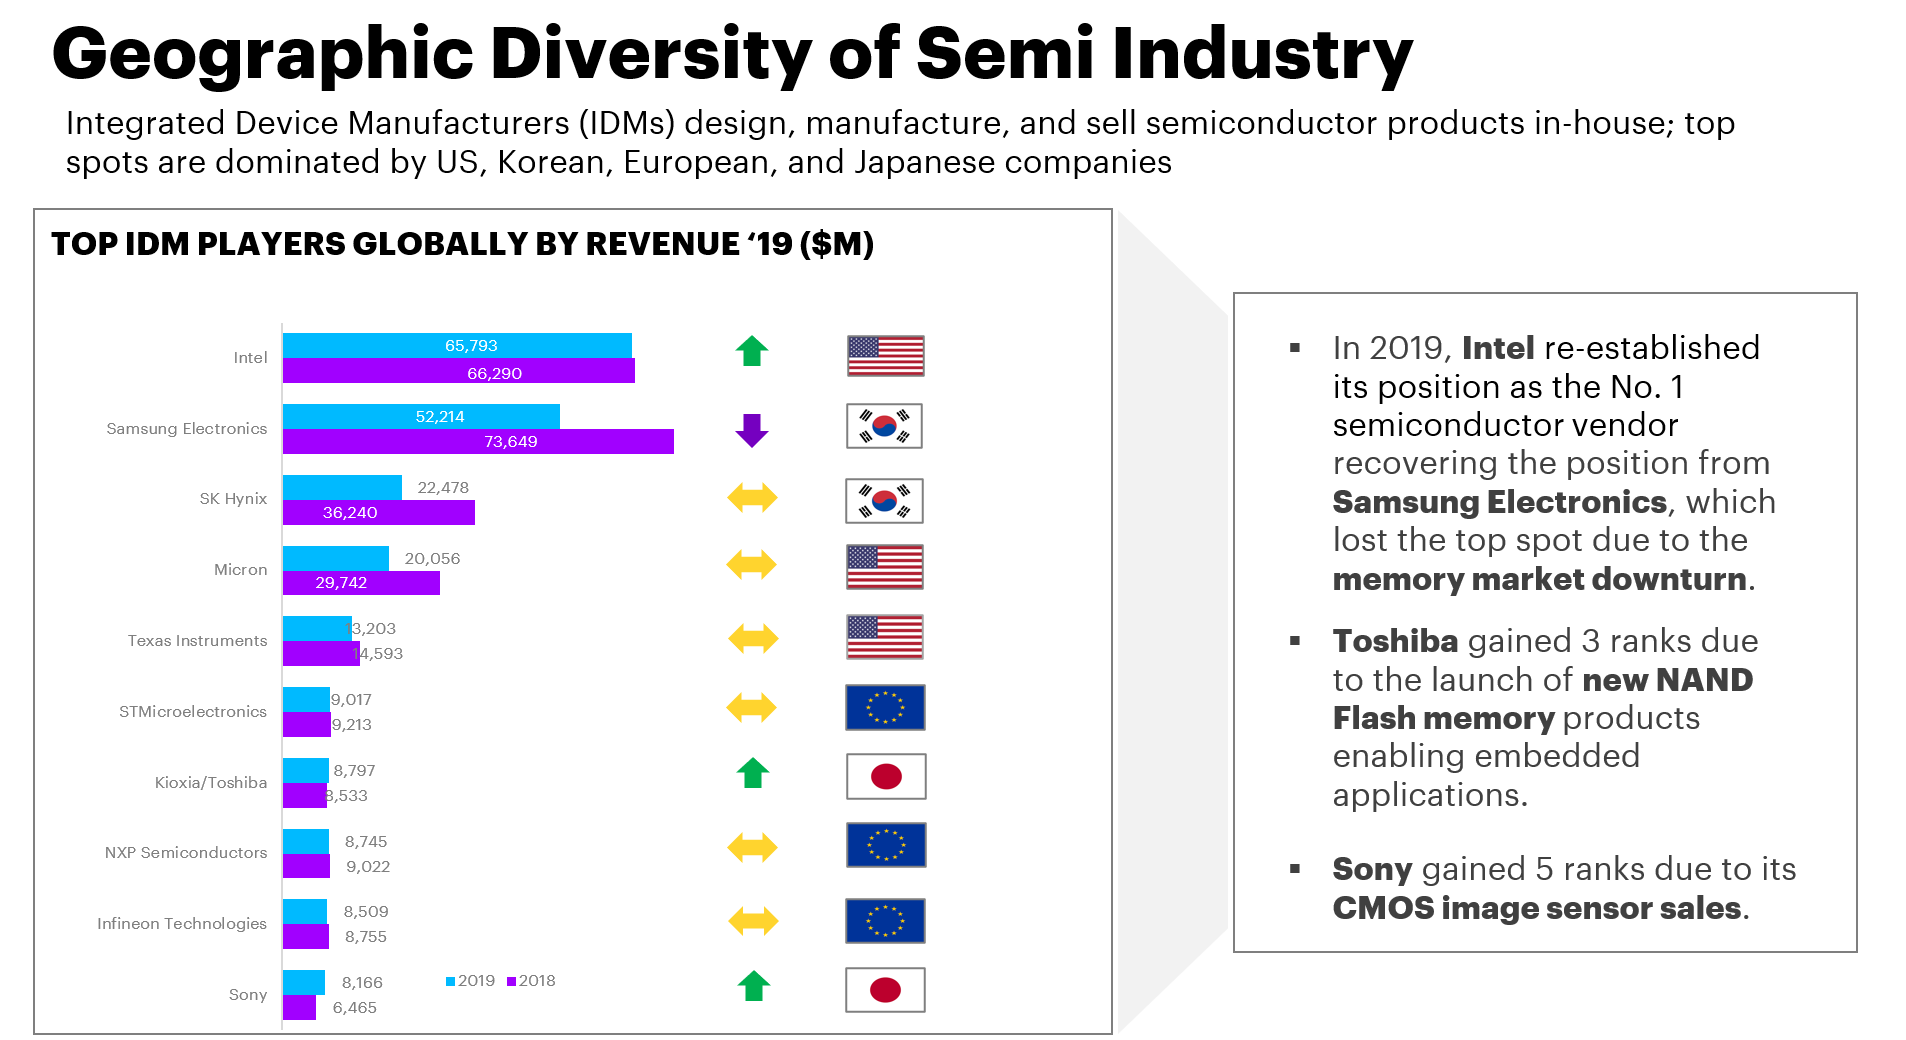 Geographic Diversity of Semi Industry
Integrated Device Manufacturers (IDMs) design, manufacture, and sell semiconductor products in-house; top
spots are dominated by US, Korean, European, and Japanese companies
TOP IDM PLAYERS GLOBALLY BY REVENUE ‘19 ($M)
Intel
65,793
66,290
Samsung Electronics
52,214
73,649
SK Hynix
22,478
36,240
Micron
20,056
29,742
Texas Instruments
13,203
14,593
STMicroelectronics
9,017
9,213
Kioxia/Toshiba
8,797
8,533
NXP Semiconductors
8,745
9,022
Infineon Technologies
8,509
8,755
Sony
8,166
6,465
2019 2018
▪ In 2019, Intel re-established
its position as the No. 1
semiconductor vendor
recovering the position from
Samsung Electronics, which
lost the top spot due to the
memory market downturn.
▪ Toshiba gained 3 ranks due
to the launch of new NAND
Flash memory products
enabling embedded
applications.
▪ Sony gained 5 ranks due to its
CMOS image sensor sales.